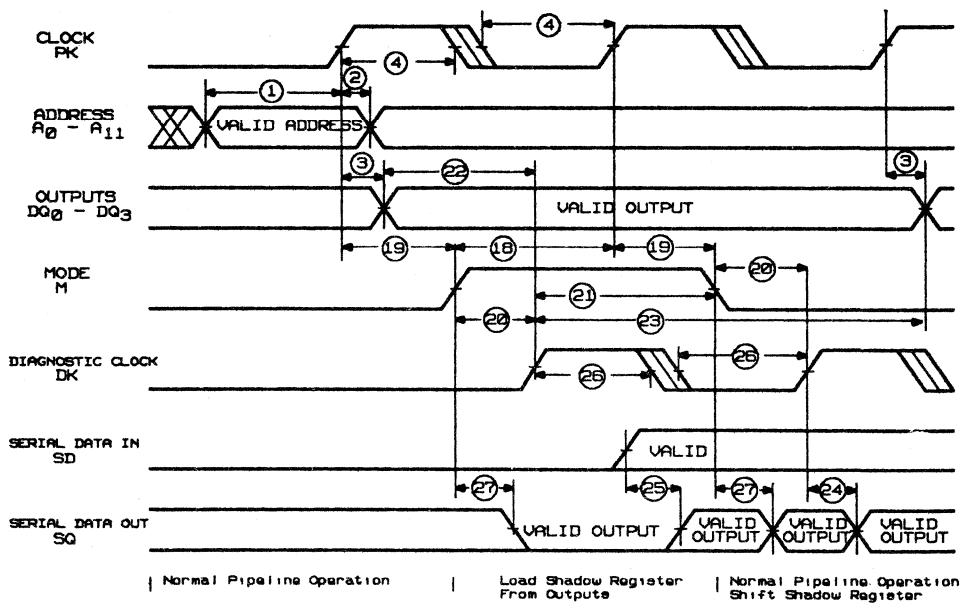 CLOCK
PK
4
4
1
2
ADDRESS
A0 - A11
VALID ADDRESS
3
22
3
OUTPUTS
DQ0 - DQ3
VALID OUTPUT
19
18
19
MODE
M
20
21
20
23
DIAGNOSTIC CLOCK
DK
26
26
SERIAL DATA IN
SD
VALID
27
25
27
24
SERIAL DATA OUT
SQ
VALID OUTPUT
VALID
OUTPUT
VALID
OUTPUT
VALID
OUTPUT
| Normal Pipeline Operation
| Load Shadow Register
From Outputs
| Normal Pipeline Operation
Shift Shadow Register